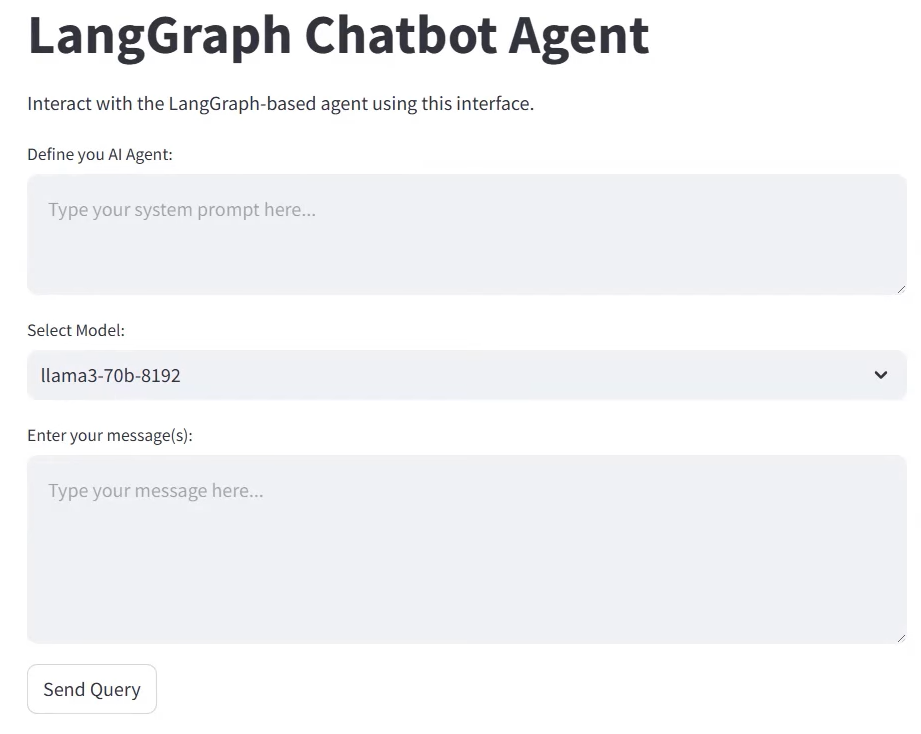 LangGraph Chatbot Agent
Interact with the LangGraph-based agent using this interface.
Define you AI Agent:
Type your system prompt here...
Select Model:
llama3-70b-8192
Enter your message(s):
Type your message here...
Send Query